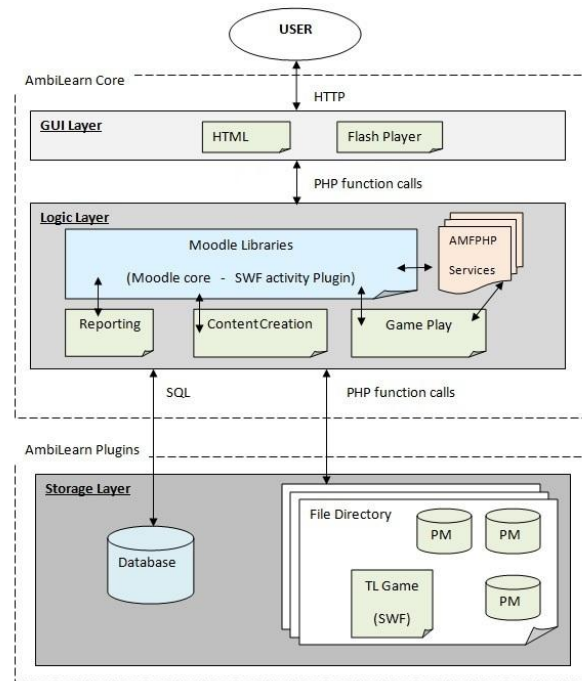 USER
AmbiLearn Core
HTTP
GUI Layer
HTML
Flash Player
PHP function calls
Logic Layer
Moodle Libraries
(Moodle core - SWF activity Plugin)
AMFPHP
Services
Reporting
ContentCreation
Game Play
SQL
PHP function calls
AmbiLearn Plugins
Storage Layer
Database
File Directory
PM
PM
TL Game
(SWF)
PM